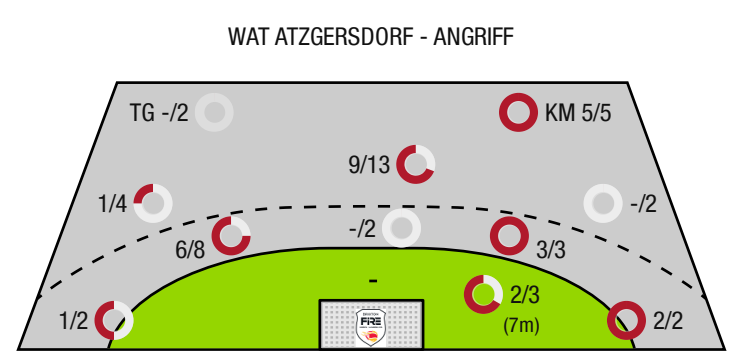 WAT ATZGERSDORF - ANGRIFF
TG -/2
KM 5/5
9/13
1/4
-/2
6/8
-/2
3/3
-
2/3
(7m)
1/2
FIRE
2/2